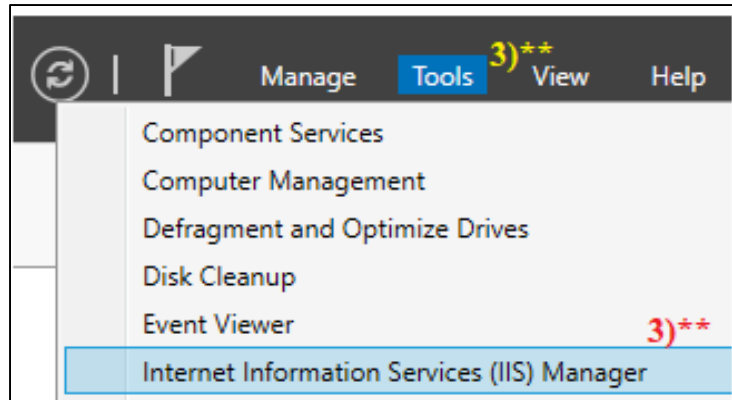 Manage Tools 3)** View Help
Component Services
Computer Management
Defragment and Optimize Drives
Disk Cleanup
Event Viewer 3)**
Internet Information Services (IIS) Manager